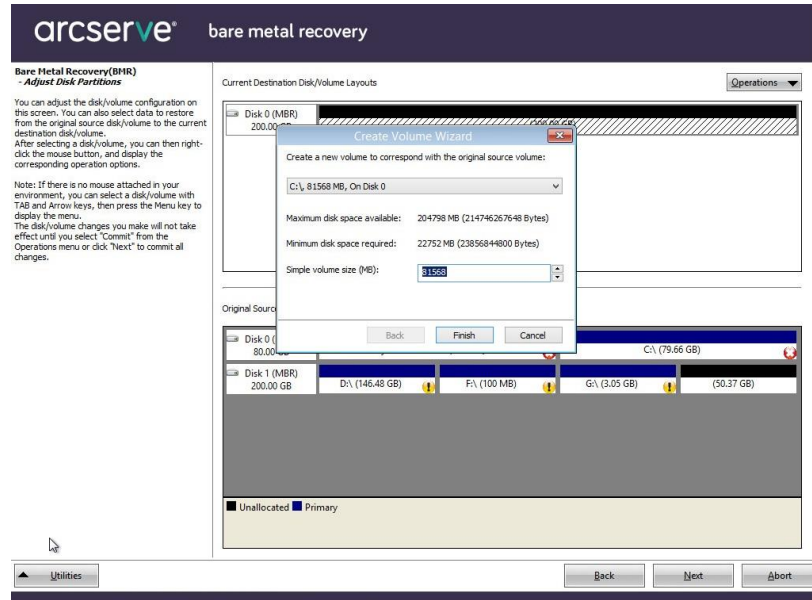 arcserve® bare metal recovery
Bare Metal Recovery(BMR)
- Adjust Disk Partitions
You can adjust the disk/volume configuration on
this screen. You can also select data to restore
from the original source disk/volume to the current
destination disk/volume.
After selecting a disk/volume, you can then right-
click the mouse button, and display the
corresponding operation options.
Note: If there is no mouse attached in your
environment, you can select a disk/volume with
TAB and Arrow keys, then press the Menu key to
display the menu.
The disk/volume changes you make will not take
effect until you select "Commit" from the
Operations menu or click "Next" to commit all
changes.
Current Destination Disk/Volume Layouts
Operations
Disk 0 (MBR)
200.00
Create Volume Wizard
Create a new volume to correspond with the original source volume:
C:\, 81568 MB, On Disk 0
Maximum disk space available: 204798 MB (214746267648 Bytes)
Minimum disk space required: 22752 MB (23856844800 Bytes)
Simple volume size (MB): 81568
Back Finish Cancel
Original Source
Disk 0 (
80.00
C:\ (79.66 GB)
Disk 1 (MBR)
200.00 GB
D:\ (146.48 GB) F:\ (100 MB) G:\ (3.05 GB) (50.37 GB)
Unallocated Primary
Utilities Back Next Abort